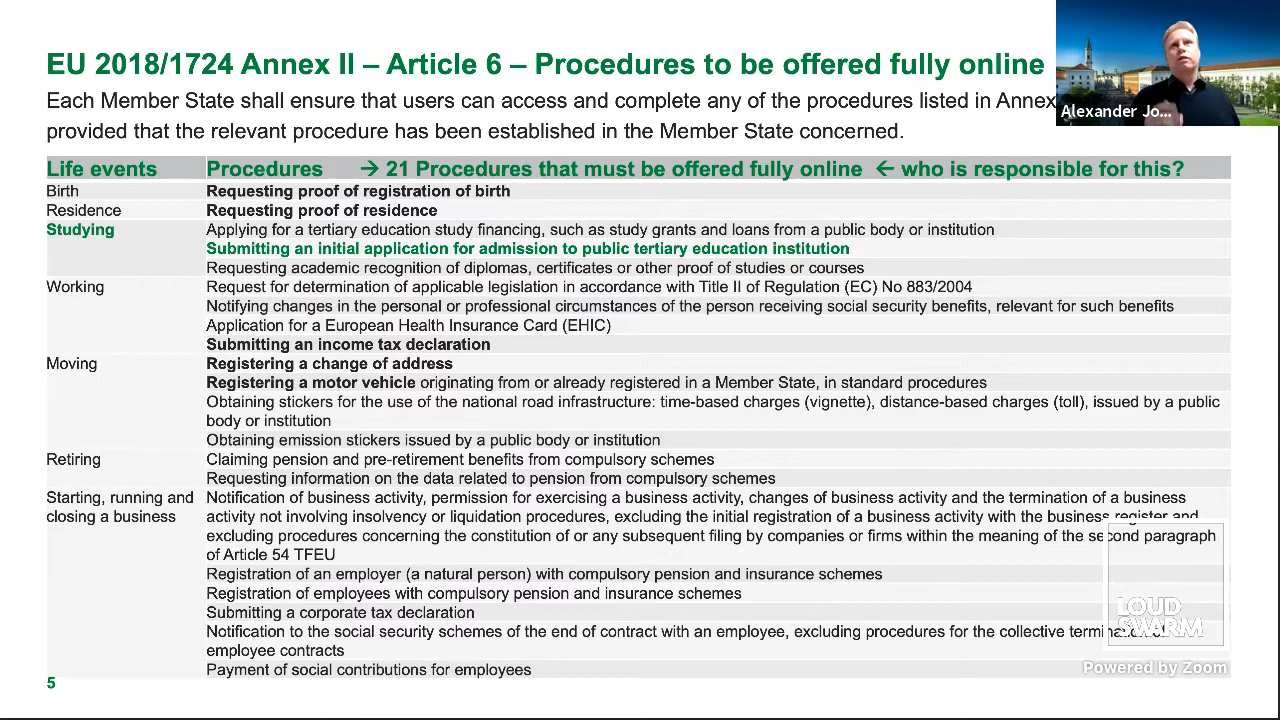 EU 2018/1724 Annex II – Article 6 – Procedures to be offered fully online
Each Member State shall ensure that users can access and complete any of the procedures listed in Annex
provided that the relevant procedure has been established in the Member State concerned.
Alexander Jo...
Life events Procedures → 21 Procedures that must be offered fully online ← who is responsible for this?
Birth Requesting proof of registration of birth
Residence Requesting proof of residence
Studying Applying for a tertiary education study financing, such as study grants and loans from a public body or institution
Submitting an initial application for admission to public tertiary education institution
Requesting academic recognition of diplomas, certificates or other proof of studies or courses
Working Request for determination of applicable legislation in accordance with Title II of Regulation (EC) No 883/2004
Notifying changes in the personal or professional circumstances of the person receiving social security benefits, relevant for such benefits
Application for a European Health Insurance Card (EHIC)
Submitting an income tax declaration
Moving Registering a change of address
Registering a motor vehicle originating from or already registered in a Member State, in standard procedures
Obtaining stickers for the use of the national road infrastructure: time-based charges (vignette), distance-based charges (toll), issued by a public
body or institution
Obtaining emission stickers issued by a public body or institution
Retiring Claiming pension and pre-retirement benefits from compulsory schemes
Requesting information on the data related to pension from compulsory schemes
Starting, running and Notification of business activity, permission for exercising a business activity, changes of business activity and the termination of a business
closing a business activity not involving insolvency or liquidation procedures, excluding the initial registration of a business activity with the business register and
excluding procedures concerning the constitution of or any subsequent filing by companies or firms within the meaning of the second paragraph
of Article 54 TFEU
Registration of an employer (a natural person) with compulsory pension and insurance schemes
Registration of employees with compulsory pension and insurance schemes
Submitting a corporate tax declaration
Notification to the social security schemes of the end of contract with an employee, excluding procedures for the collective
employee contracts
Payment of social contributions for employees
LOUD
SWARM
Powered by Zoom
5